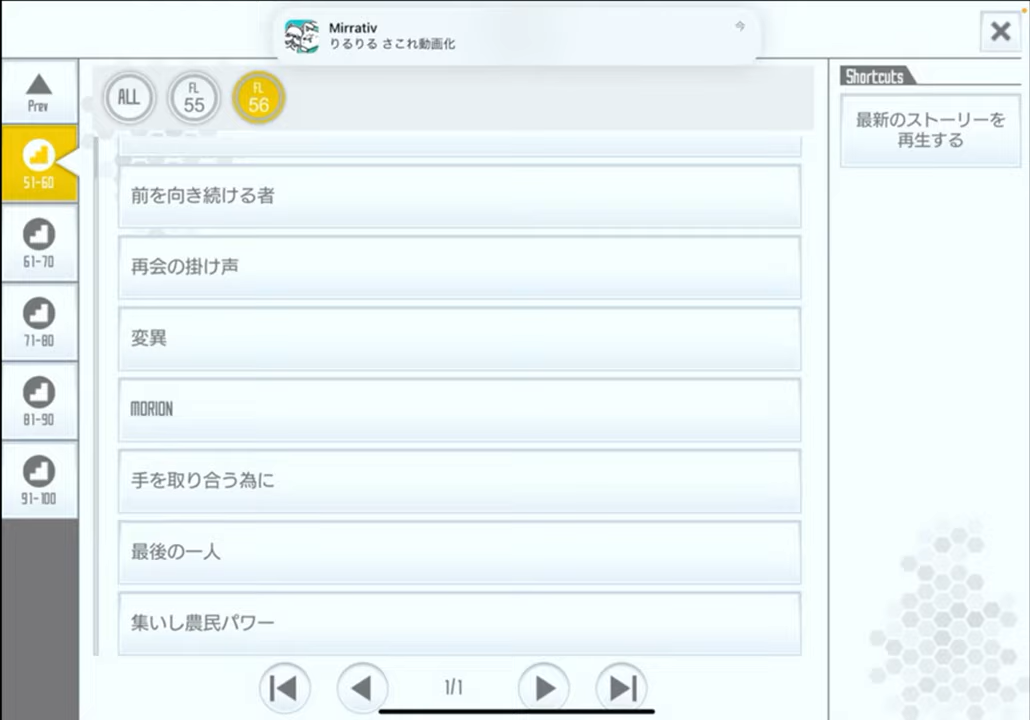 Mirrativ
今
りるりる さこれ動画化
Prev
ALL
FL
55
FL
56
Shortcuts
最新のストーリーを
再生する
51-60
61-70
71-80
81-90
91-100
前を向き続ける者
再会の掛け声
変異
MORION
手を取り合う為に
最後の一人
集いし農民パワー
1/1